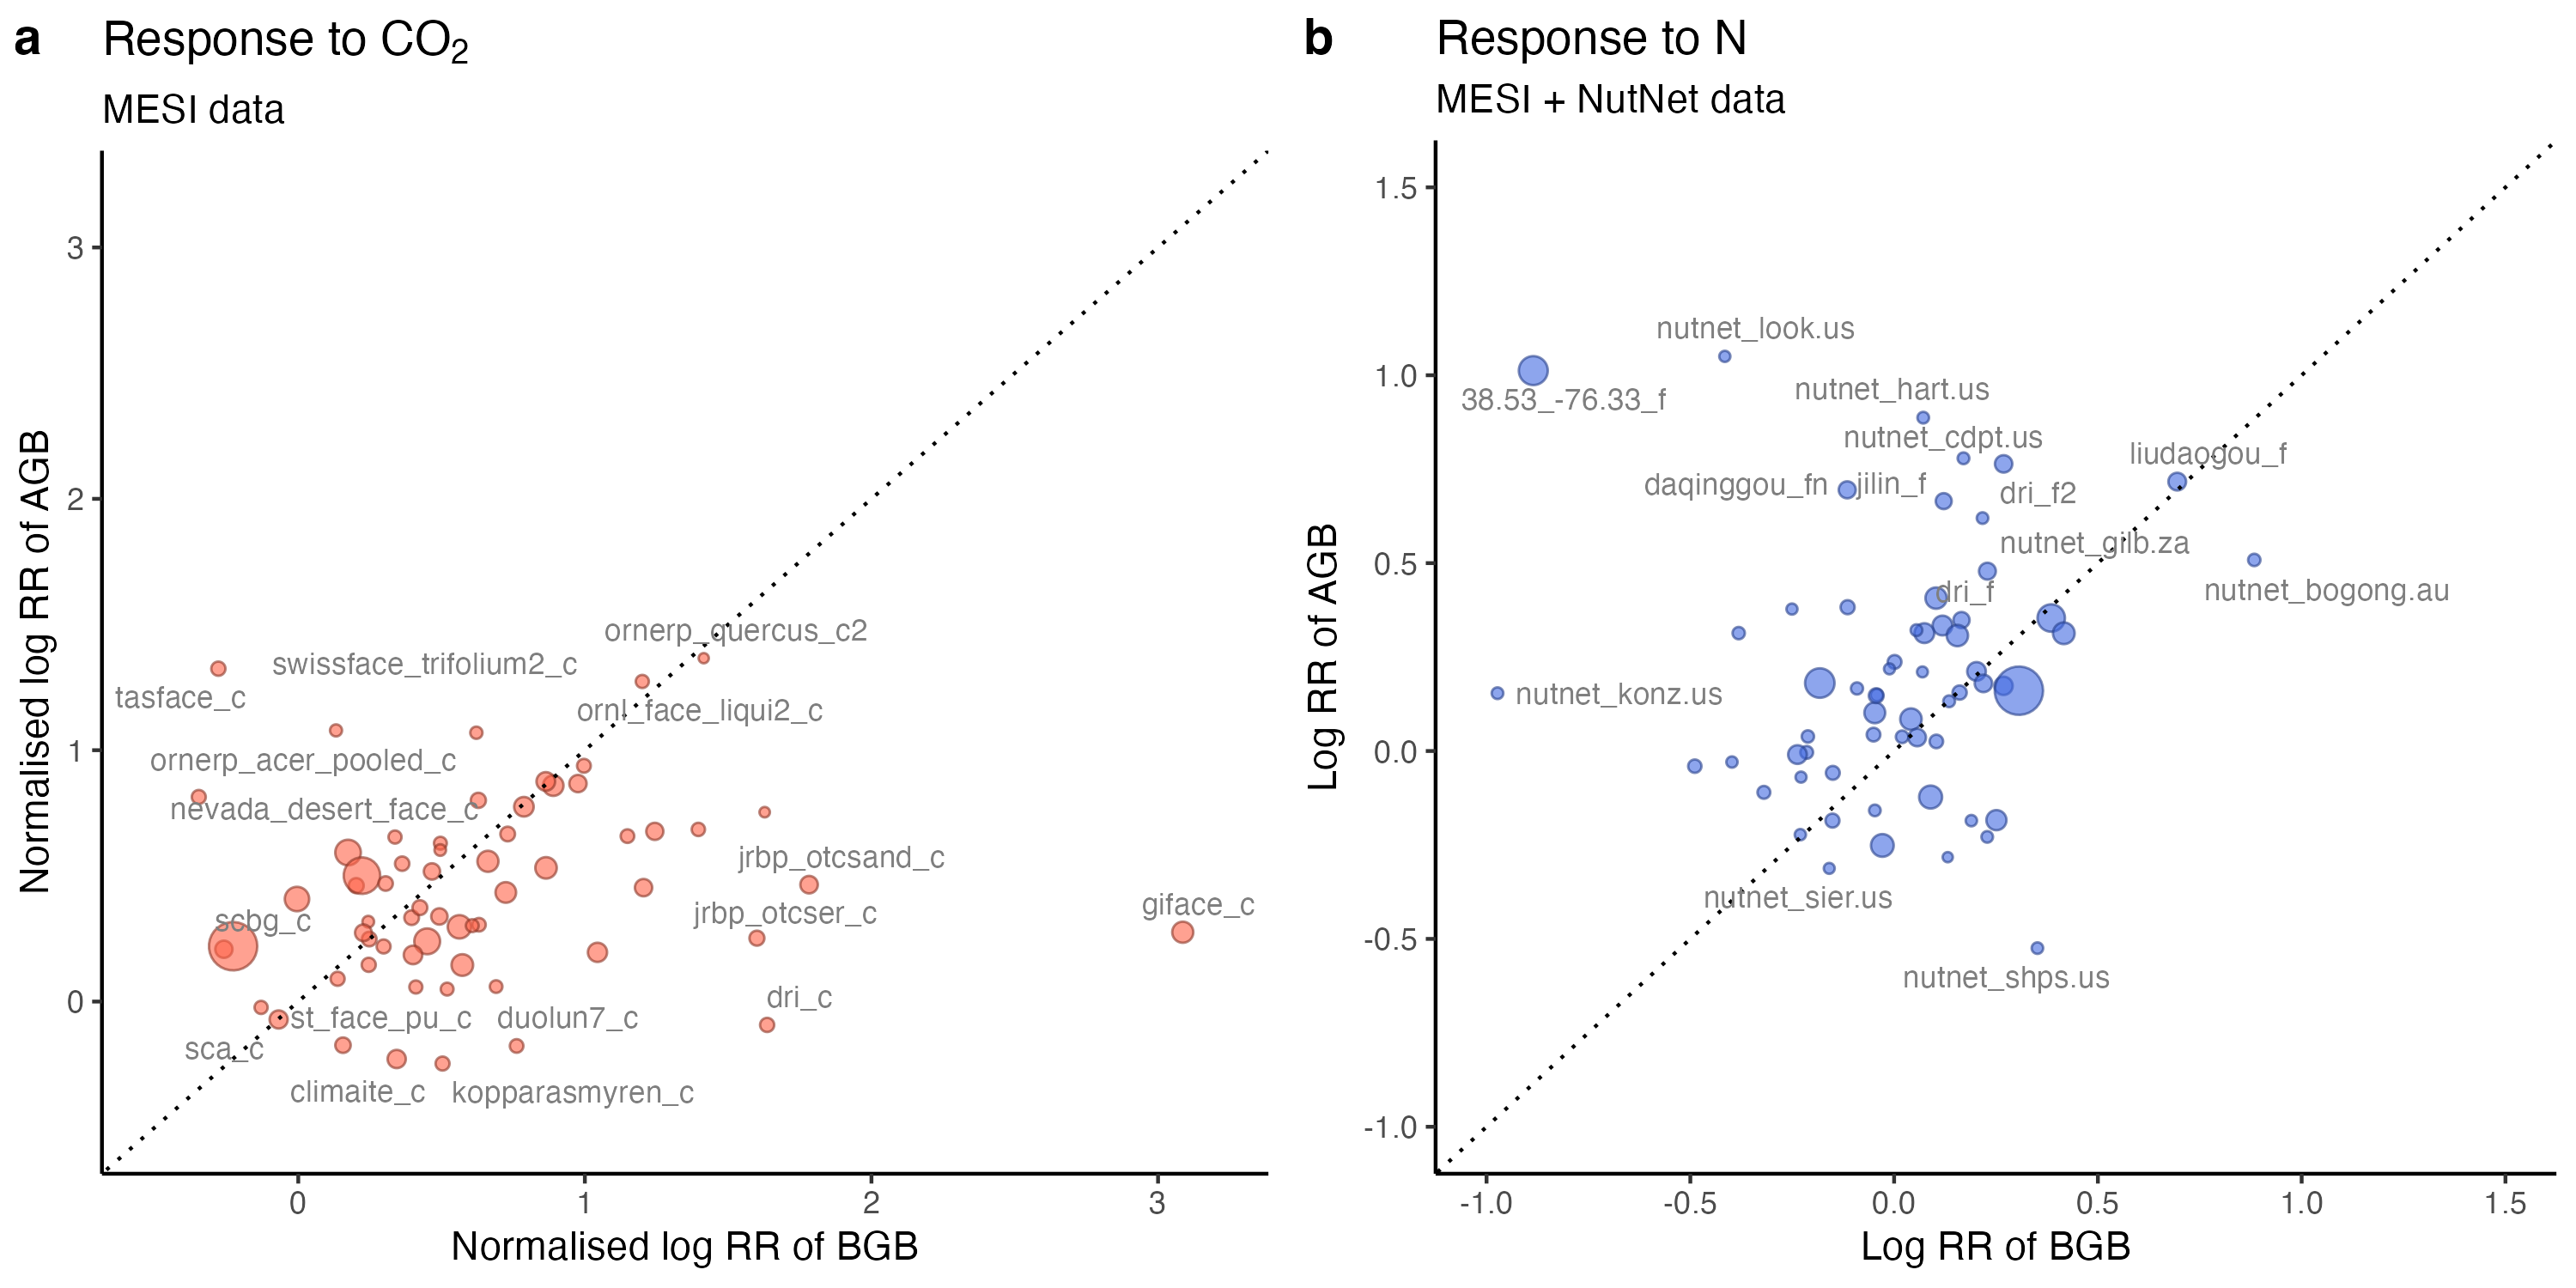 a Response to CO₂
MESI data
Normalised log RR of AGB
3
2
1
0
ornerp_quercus_c2
swissface_trifolium2_c
tasface_c
ornl_face_liqui2_c
ornerp_acer_pooled_c
nevada_desert_face_c
jrbp_otcsand_c
giface_c
jrbp_otcser_c
scbg_c
dri_c
st_face_pu_c
duolun7_c
sca_c
climaite_c
kopparasmyren_c
0 1 2 3
Normalised log RR of BGB
b Response to N
MESI + NutNet data
Log RR of AGB
1.5
1.0
0.5
0.0
-0.5
-1.0
nutnet_look.us
38.53_-76.33_f
nutnet_hart.us
nutnet_cdpt.us
liudaogou_f
daqinggou_fn
jilin_f
dri_f2
nutnet_gilb.za
dri_f
nutnet_bogong.au
nutnet_konz.us
nutnet_sier.us
nutnet_shps.us
-1.0 -0.5 0.0 0.5 1.0 1.5
Log RR of BGB